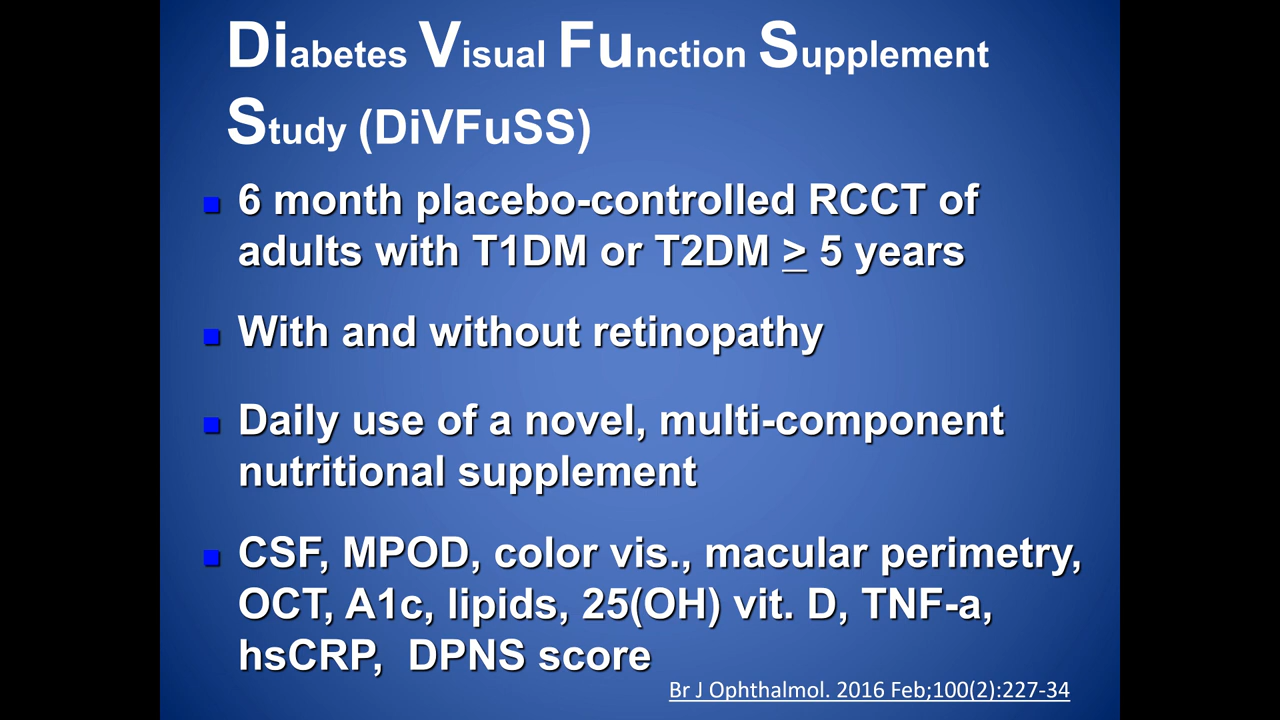 Diabetes Visual Function Supplement
Study (DiVFuSS)
6 month placebo-controlled RCCT of
adults with T1DM or T2DM ≥ 5 years
With and without retinopathy
Daily use of a novel, multi-component
nutritional supplement
CSF, MPOD, color vis., macular perimetry,
OCT, A1c, lipids, 25(OH) vit. D, TNF-a,
hsCRP, DPNS score
Br J Ophthalmol. 2016 Feb;100(2):227-34